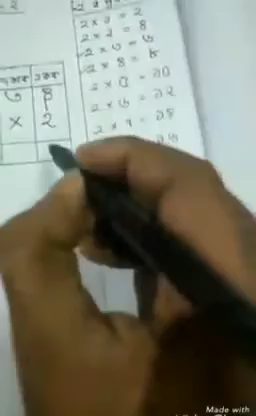 ২ × ১ = ২
২ × ২ = ৪
২ × ৩ = ৬
২ × ৪ = ৮
২ × ৫ = ১০
২ × ৬ = ১২
২ × ৭ = ১৪
১৬
একক
৩ ৪
× ২
Made with